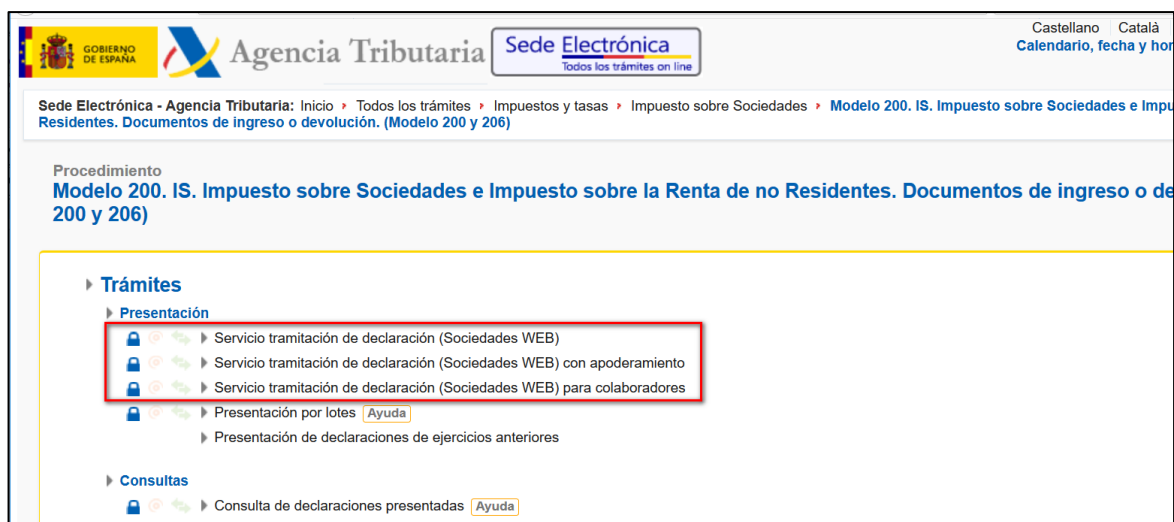 GOBIERNO
DE ESPAÑA
Agencia Tributaria
Sede Electrónica
Todos los trámites on line
Castellano Català
Calendario, fecha y hor
Sede Electrónica - Agencia Tributaria: Inicio Todos los trámites Impuestos y tasas Impuesto sobre Sociedades Modelo 200. IS. Impuesto sobre Sociedades e Impu
Residentes. Documentos de ingreso o devolución. (Modelo 200 y 206)
Procedimiento
Modelo 200. IS. Impuesto sobre Sociedades e Impuesto sobre la Renta de no Residentes. Documentos de ingreso o de
200 y 206)
Trámites
Presentación
Servicio tramitación de declaración (Sociedades WEB)
Servicio tramitación de declaración (Sociedades WEB) con apoderamiento
Servicio tramitación de declaración (Sociedades WEB) para colaboradores
Presentación por lotes Ayuda
Presentación de declaraciones de ejercicios anteriores
Consultas
Consulta de declaraciones presentadas Ayuda